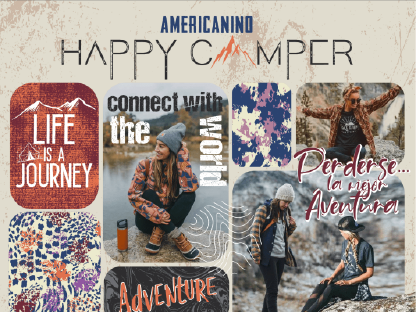 AMERICANINO
HAPPY CAMPER
LIFE
IS A
JOURNEY
connect with
the
world
Perderse...
la mejor
Aventura
ADVENTURE